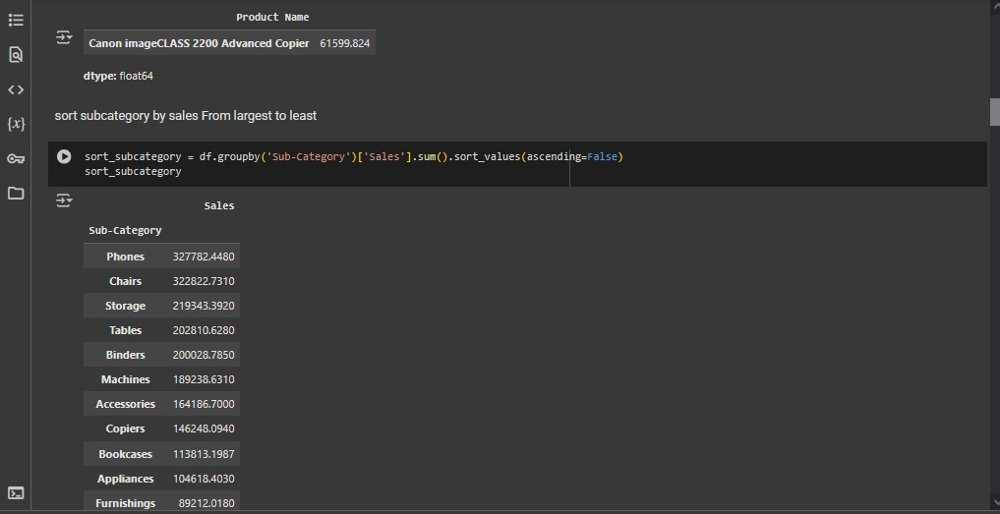 Product Name
Canon imageCLASS 2200 Advanced Copier 61599.824
dtype: float64
sort subcategory by sales From largest to least
sort_subcategory = df.groupby('Sub-Category')['Sales'].sum().sort_values(ascending=False)
sort_subcategory
Sales
Sub-Category
Phones 327782.4480
Chairs 322822.7310
Storage 219343.3920
Tables 202810.6280
Binders 200028.7850
Machines 189238.6310
Accessories 164186.7000
Copiers 146248.0940
Bookcases 113813.1987
Appliances 104618.4030
Furnishings 89212.0180